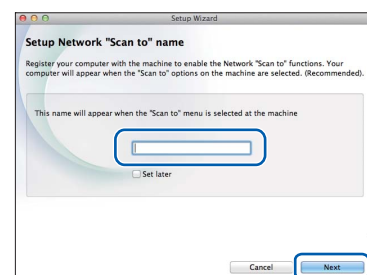 Setup Wizard
Setup Network "Scan to" name
Register your computer with the machine to enable the Network "Scan to" functions. Your
computer will appear when the "Scan to" options on the machine are selected. (Recommended).
This name will appear when the "Scan to" menu is selected at the machine
Set later
Cancel
Next